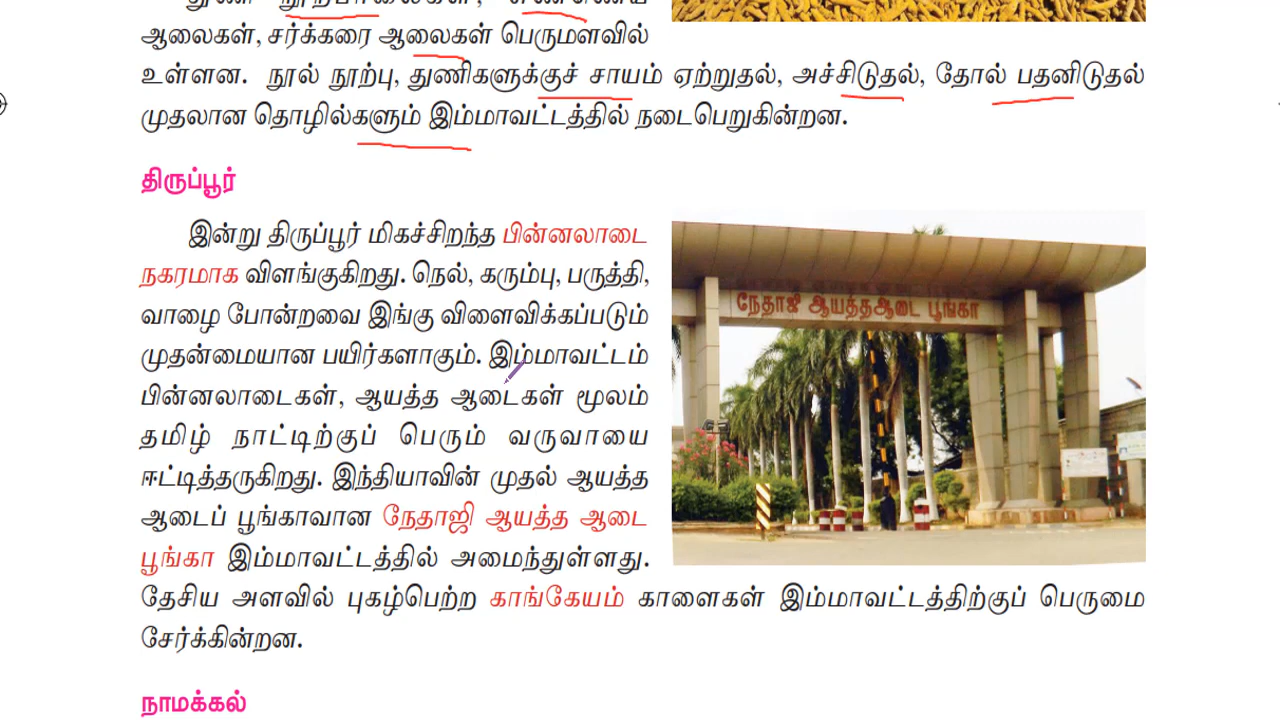 ஆலைகள், சர்க்கரை ஆலைகள் பெருமளவில்
உள்ளன. நூல் நூற்பு, துணிகளுக்குச் சாயம் ஏற்றுதல், அச்சிடுதல், தோல் பதனிடுதல்
முதலான தொழில்களும் இம்மாவட்டத்தில் நடைபெறுகின்றன.
திருப்பூர்
இன்று திருப்பூர் மிகச்சிறந்த பின்னலாடை
நகரமாக விளங்குகிறது. நெல், கரும்பு, பருத்தி,
வாழை போன்றவை இங்கு விளைவிக்கப்படும்
முதன்மையான பயிர்களாகும். இம்மாவட்டம்
பின்னலாடைகள், ஆயத்த ஆடைகள் மூலம்
தமிழ் நாட்டிற்குப் பெரும் வருவாயை
ஈட்டித்தருகிறது. இந்தியாவின் முதல் ஆயத்த
ஆடைப் பூங்காவான நேதாஜி ஆயத்த ஆடை
பூங்கா இம்மாவட்டத்தில் அமைந்துள்ளது.
நேதாஜி ஆயத்தஆடை பூங்கா
தேசிய அளவில் புகழ்பெற்ற காங்கேயம் காளைகள் இம்மாவட்டத்திற்குப் பெருமை
சேர்க்கின்றன.
நாமக்கல்